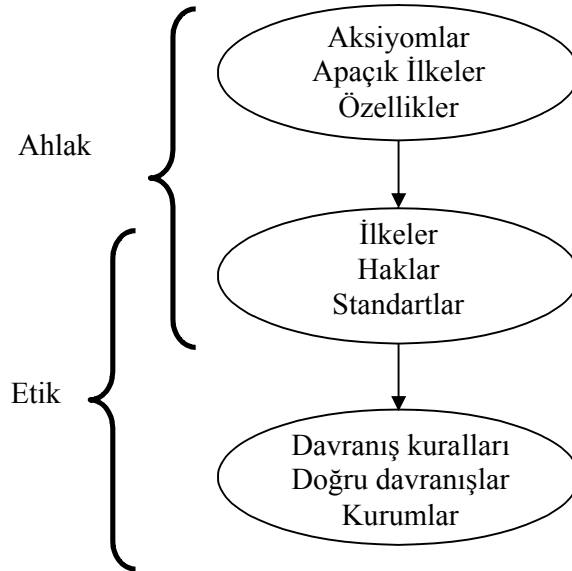 Aksiyomlar
Apaçık İlkeler
Özellikler
Ahlak
İlkeler
Haklar
Standartlar
Etik
Davranış kuralları
Doğru davranışlar
Kurumlar